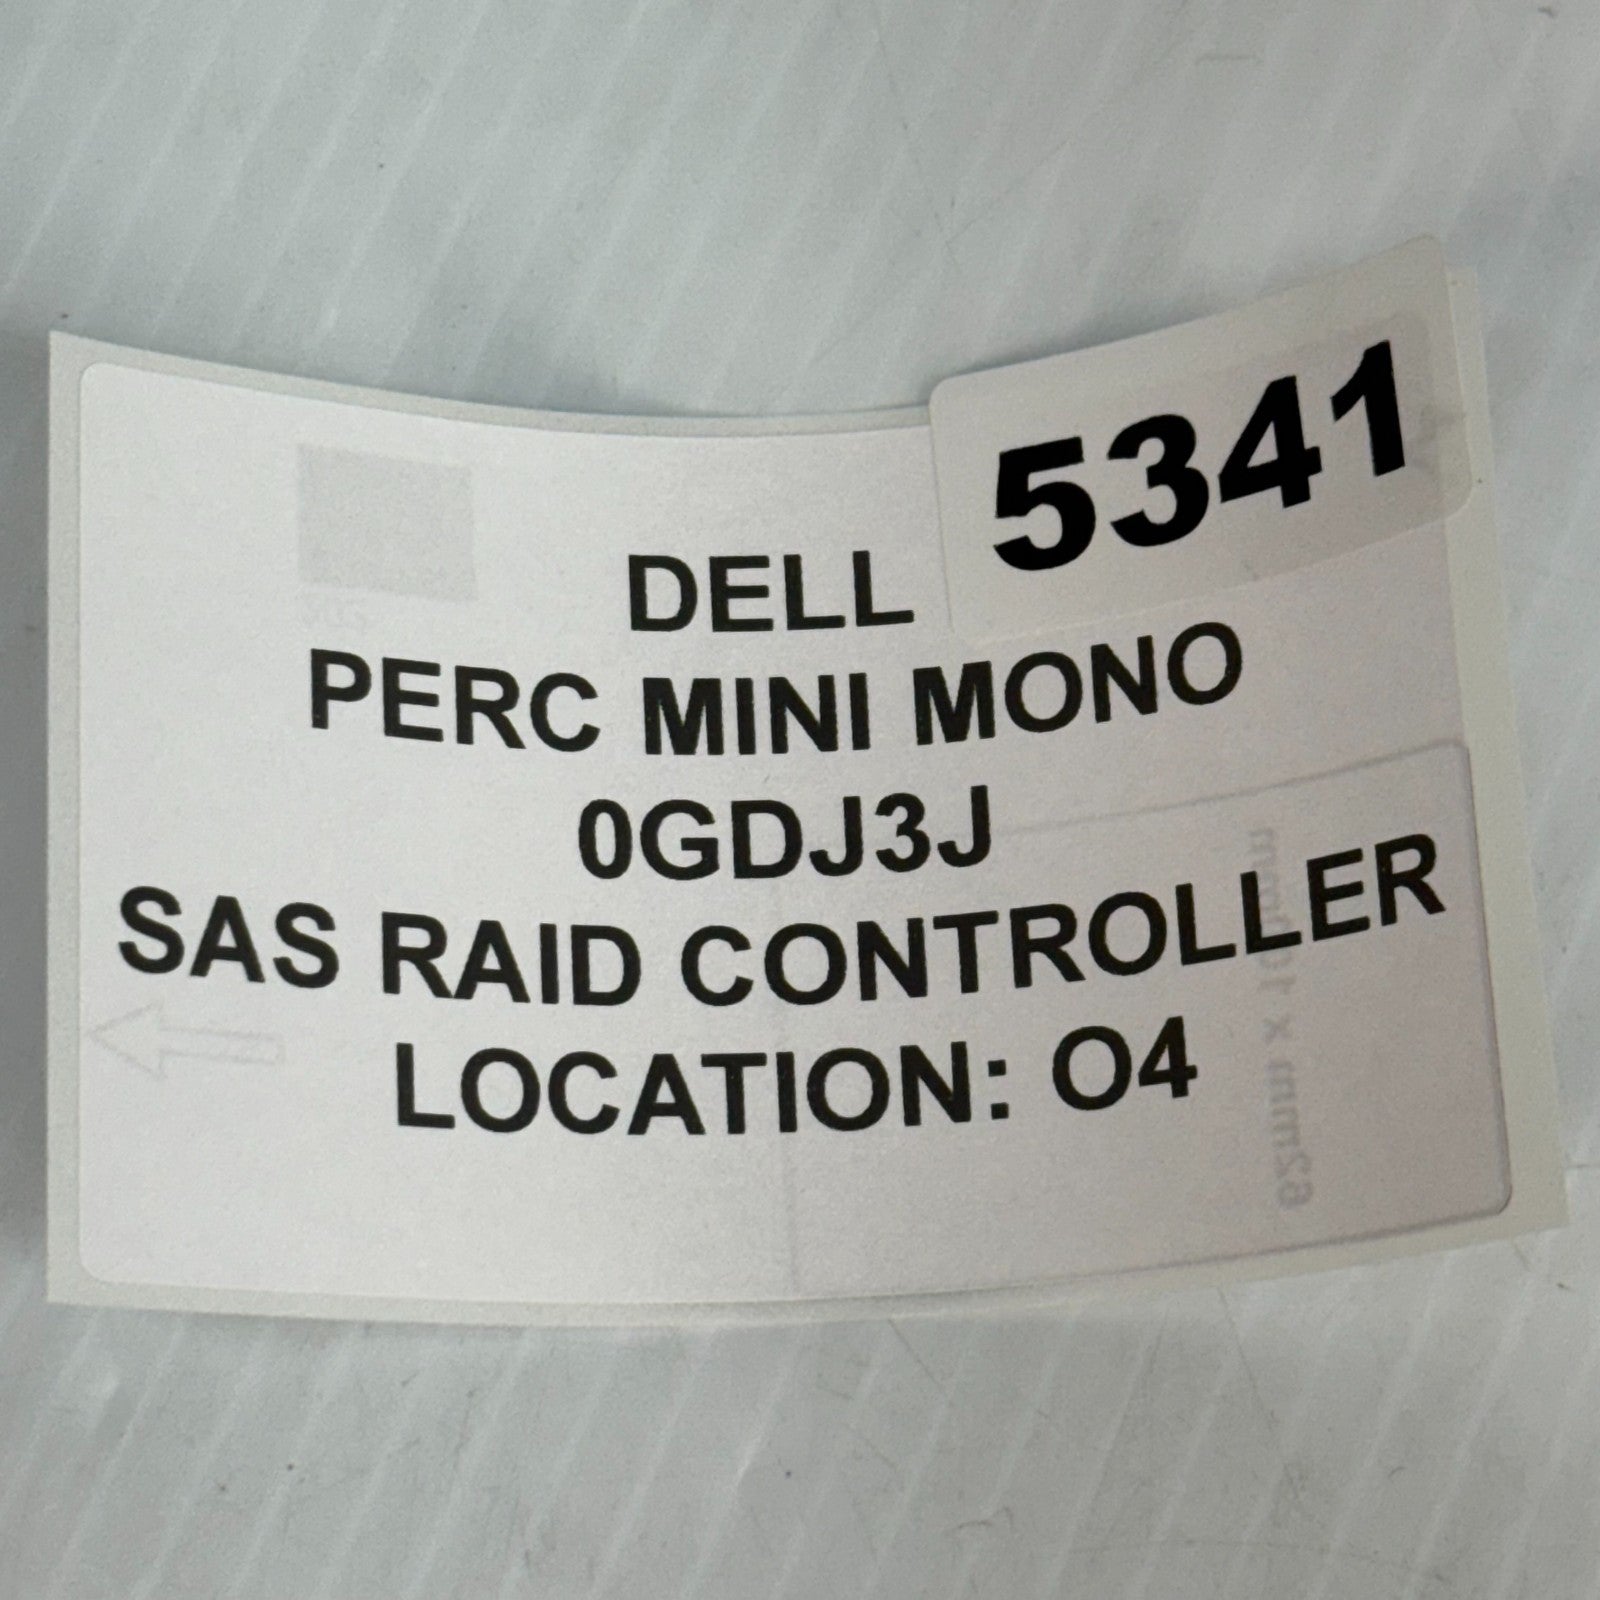 5341
DELL
PERC MINI MONO
0GDJ3J
SAS RAID CONTROLLER
LOCATION: O4